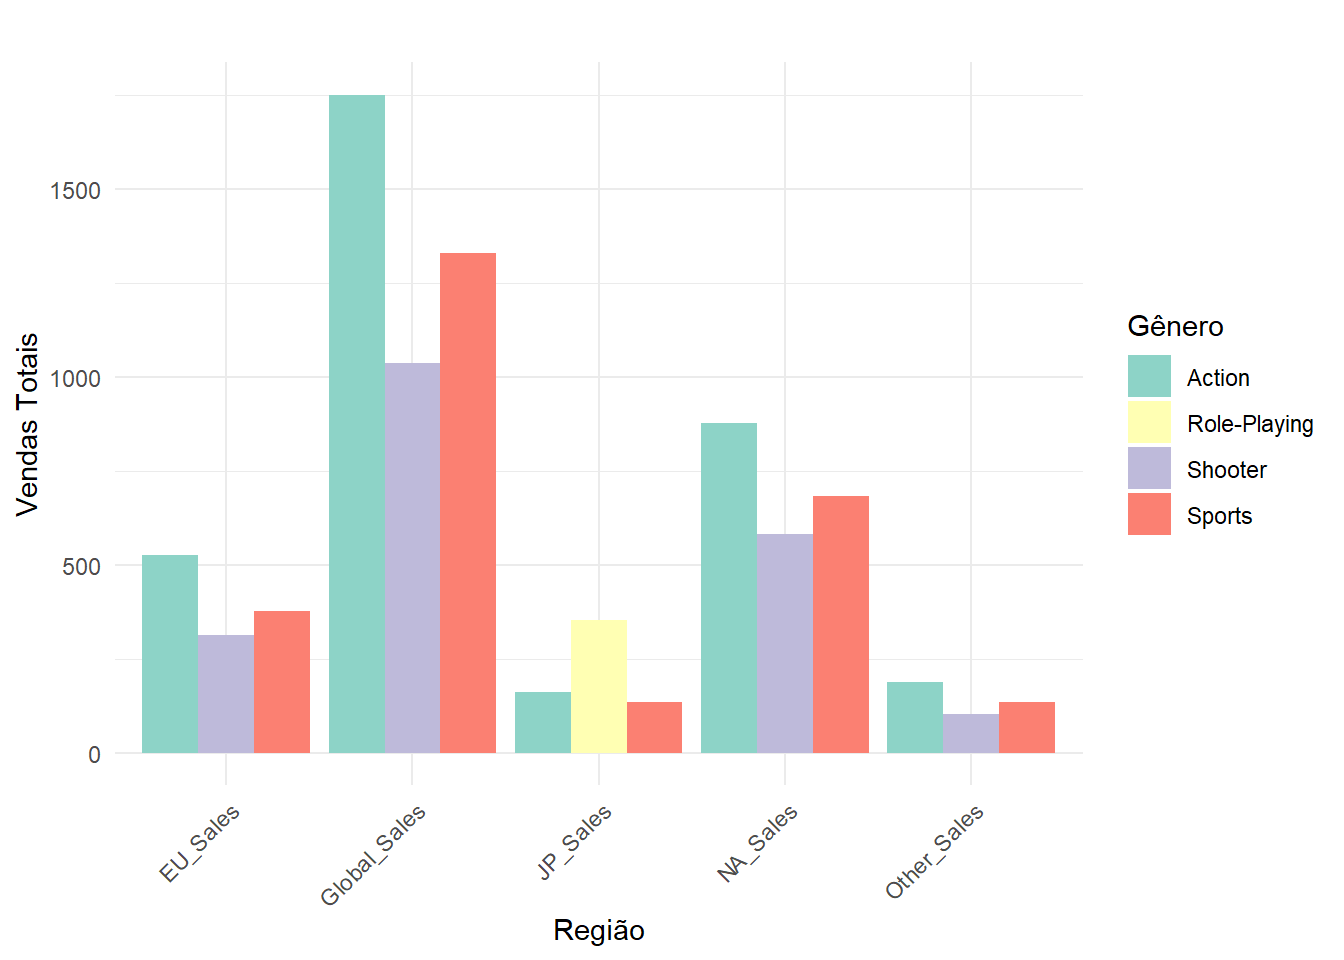 Vendas Totais
1500
1000
500
0
EU_Sales
Global_Sales
JP_Sales
NA_Sales
Other_Sales
Região
Gênero
Action
Role-Playing
Shooter
Sports